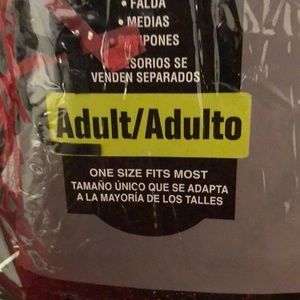 • FALDA
• MEDIAS
SORIOS SE
VENDEN SEPARADOS
Adult/Adulto
ONE SIZE FITS MOST
TAMAÑO ÚNICO QUE SE ADAPTA
A LA MAYORÍA DE LOS TALLES